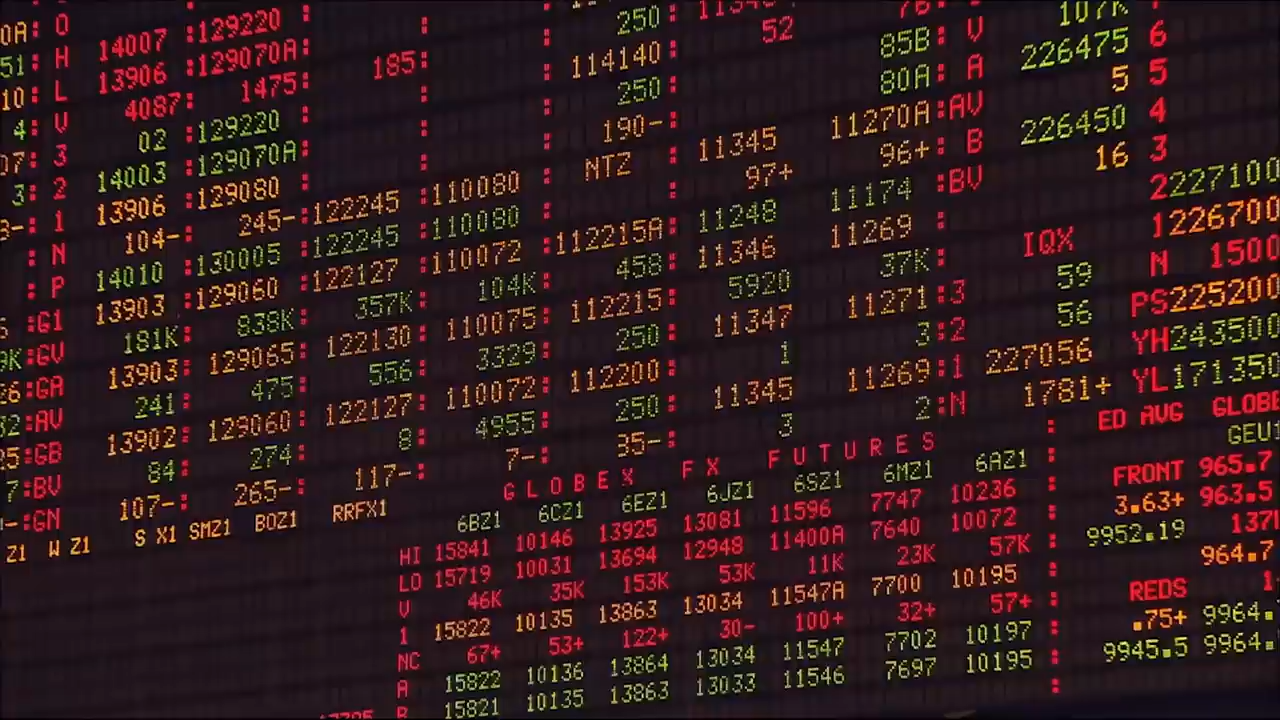 0A: O 14007 :129220 : : 250 : 11345 76 : V 107K 6
51: H 13906 :129070A: 185: : 114140 : 52 85B: A 226475 5
10: L 4087: 1475: : : 250 : 80A:AV 5 4
4: V 02 :129220 : : 190-: 11345 11270A: B 226450 3
07: 3 14003 :129070A: : NTZ : 97+ 96+:BV 16 2227100
3: 2 13906 :129080 :122245 :110080 : 11248 11174 : 1226700
: 1 104-: 245-:122245 :110080 :112215A: 11346 11269 : IQX N 1500
: N 14010 :130005 :122127 :110072 : 458: 5920 37K: 59 PS225200
: P 13903 :129060 : 357K: 104K: 112215: 11347 11271:3 56 YH243500
:G1 181K: 838K: 122130: 110075: 250: 1 3:2 227056 YL171350
9K:GV 13903: 129065: 556: 3329: 112200: 11345 11269:1 1781+
26:GA 241: 475: 122127: 110072: 250: 3 2:N
:AV 13902: 129060: 8: 4955: 35-:
:GB 84: 274: 117-: 7-:
7:BV 107-: 265-:
:GN
Z1 W Z1 S X1 SMZ1 BOZ1 RRFX1
GLOBEX FX FUTURES
6BZ1 6CZ1 6EZ1 6JZ1 6SZ1 6MZ1 6AZ1
HI 15841 10146 13925 13081 11596 7747 10236
LO 15719 10031 13694 12948 11400A 7640 10072
V 46K 35K 153K 53K 11K 23K 57K
1 15822 10135 13863 13034 11547A 7700 10195
NC 67+ 53+ 122+ 30- 100+ 32+ 57+
A 15822 10136 13864 13034 11547 7702 10197
B 15821 10135 13863 13033 11546 7697 10195
ED AVG GLOBE
GEU
FRONT 965.7
3.63+ 963.5
9952.19 137
964.7
REDS 1
.75+ 9964.
9945.5 9964.